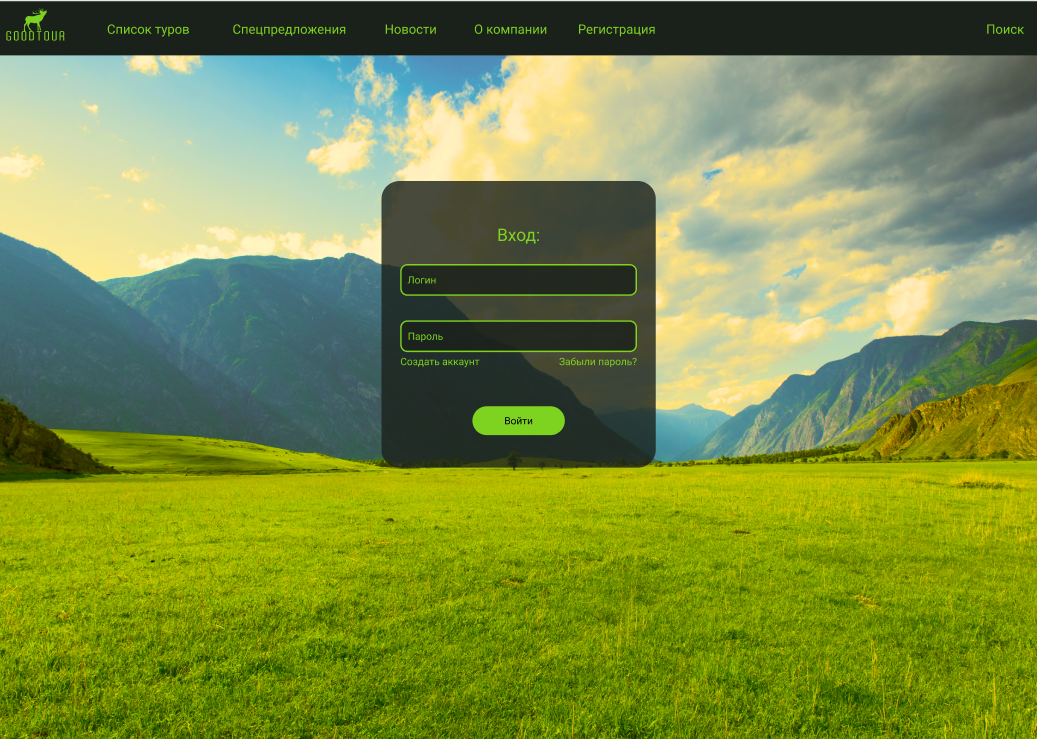 GOODTOUR
Список туров Спецпредложения Новости О компании Регистрация Поиск
Вход:
Логин
Пароль
Создать аккаунт Забыли пароль?
Войти